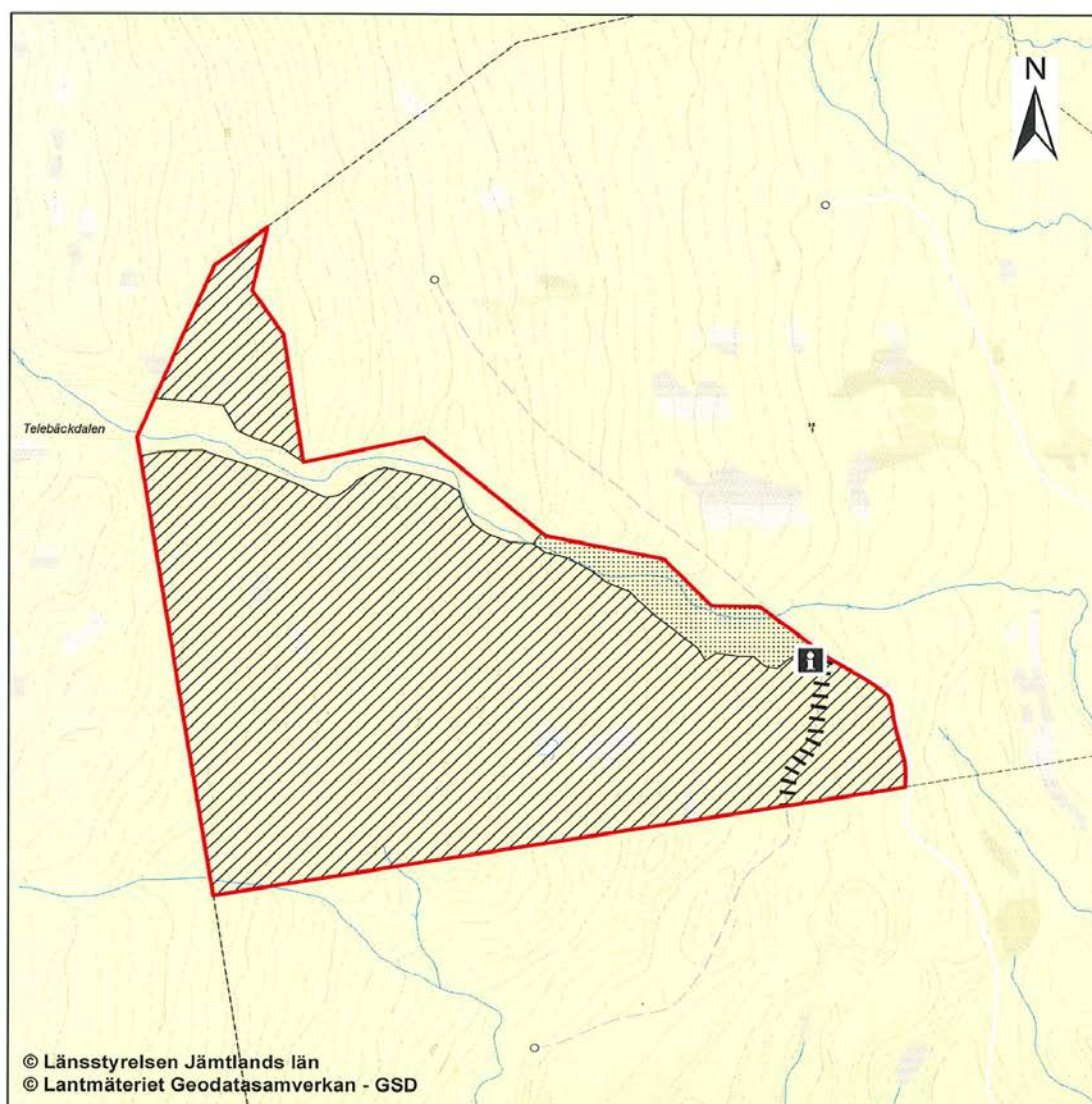 N
Telebäckdalen
i
© Länsstyrelsen Jämtlands län
© Lantmäteriet Geodatasamverkan - GSD